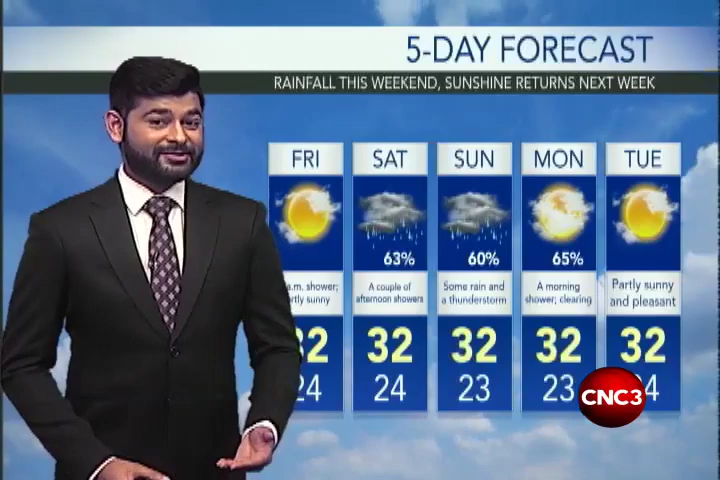 5-DAY FORECAST
RAINFALL THIS WEEKEND, SUNSHINE RETURNS NEXT WEEK
FRI SAT SUN MON TUE
63% 60% 65%
a.m. shower; A couple of Some rain and A morning Partly sunny
afternoon showers a thunderstorm shower; clearing and pleasant
32 32 32 32
24 24 23 23
CNC3